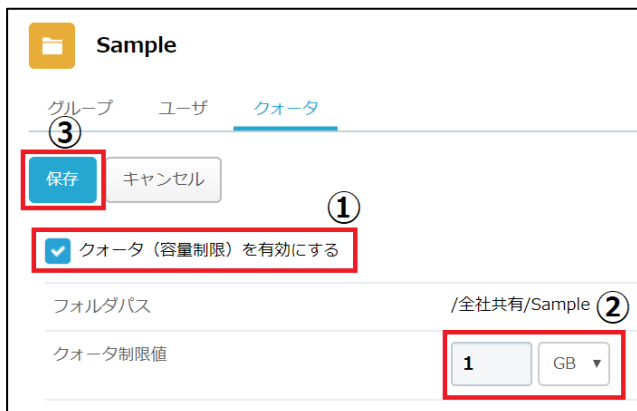 Sample
グループ ユーザ クォータ
③
保存 キャンセル
①
クォータ（容量制限）を有効にする
フォルダパス /全社共有/Sample ②
クォータ制限値 1 GB ▼